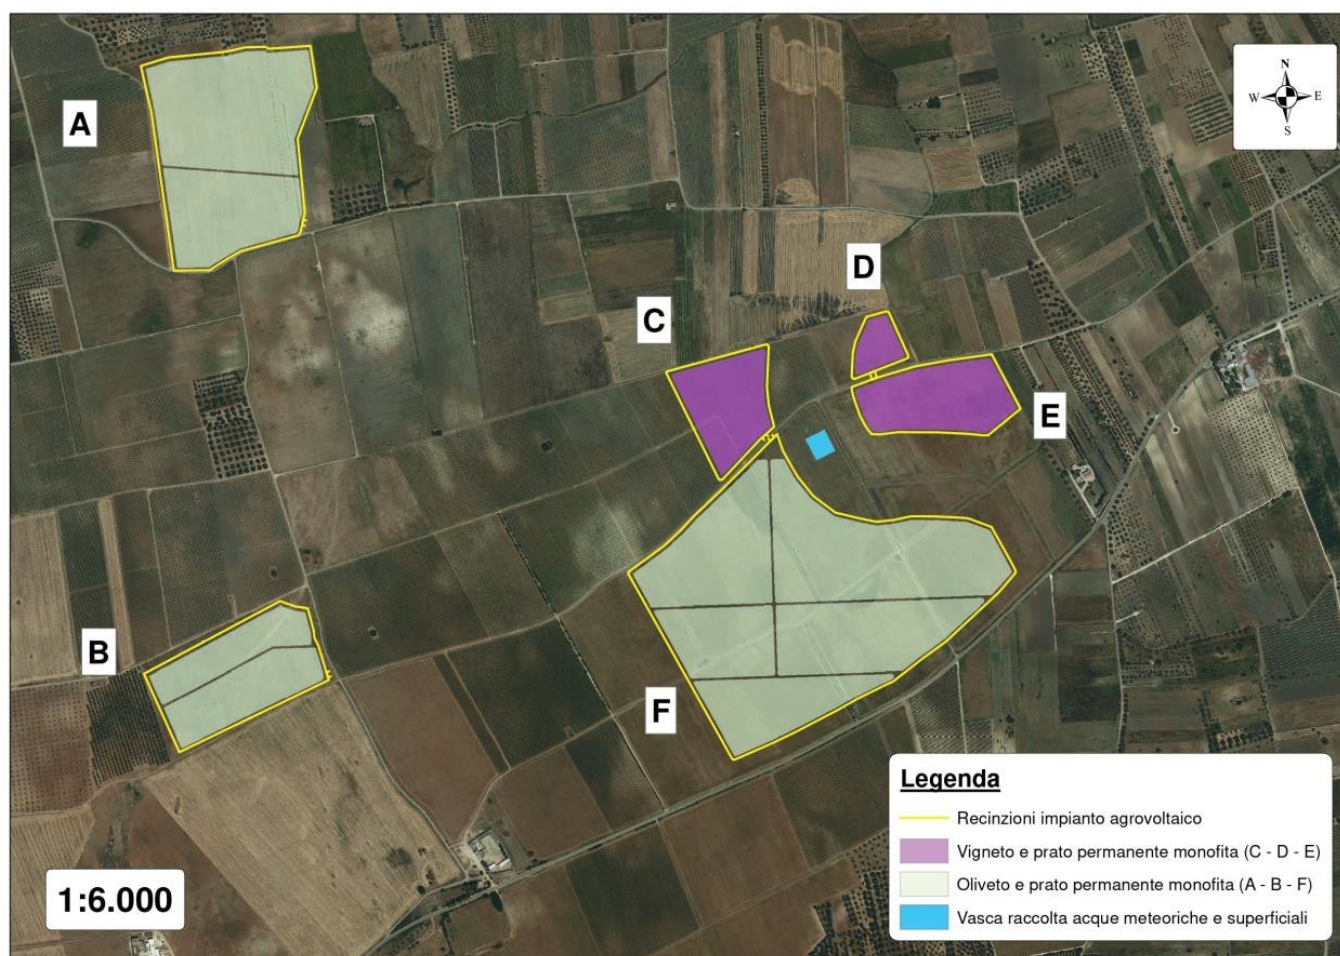 A
N
W E
S
D
C
E
B
F
Legenda
Recinzioni impianto agrovoltaico
Vigneto e prato permanente monofita (C - D - E)
Oliveto e prato permanente monofita (A - B - F)
Vasca raccolta acque meteoriche e superficiali
1:6.000